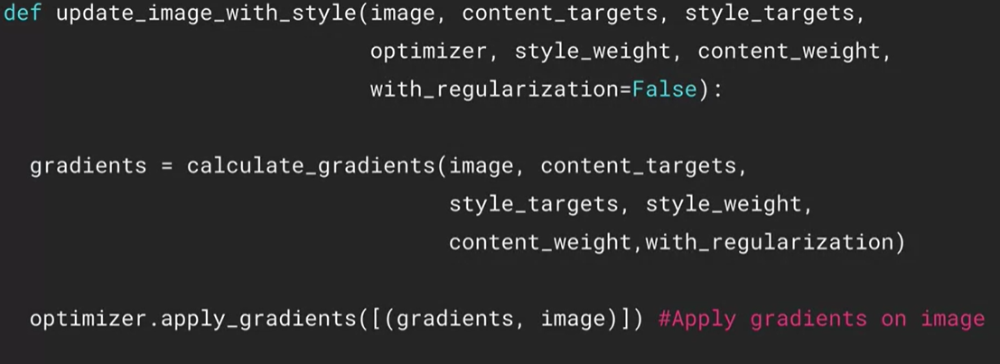 def update_image_with_style(image, content_targets, style_targets,
optimizer, style_weight, content_weight,
with_regularization=False):
gradients = calculate_gradients(image, content_targets,
style_targets, style_weight,
content_weight,with_regularization)
optimizer.apply_gradients([(gradients, image)]) #Apply gradients on image